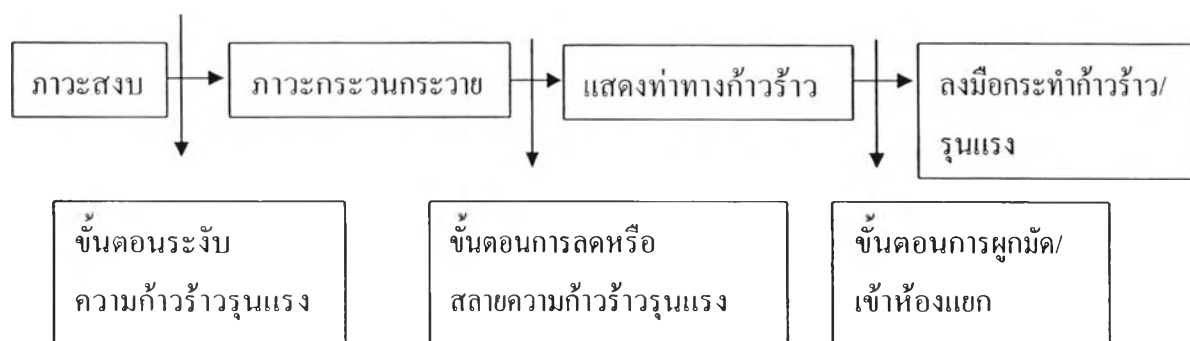 ภาวะสงบ
ภาวะกระวนกระวาย
แสดงท่าทางก้าวร้าว
ลงมือกระทำก้าวร้าว/
รุนแรง
ขั้นตอนระงับ
ความก้าวร้าวรุนแรง
ขั้นตอนการลดหรือ
สลายความก้าวร้าวรุนแรง
ขั้นตอนการผูกมัด/
เข้าห้องแยก